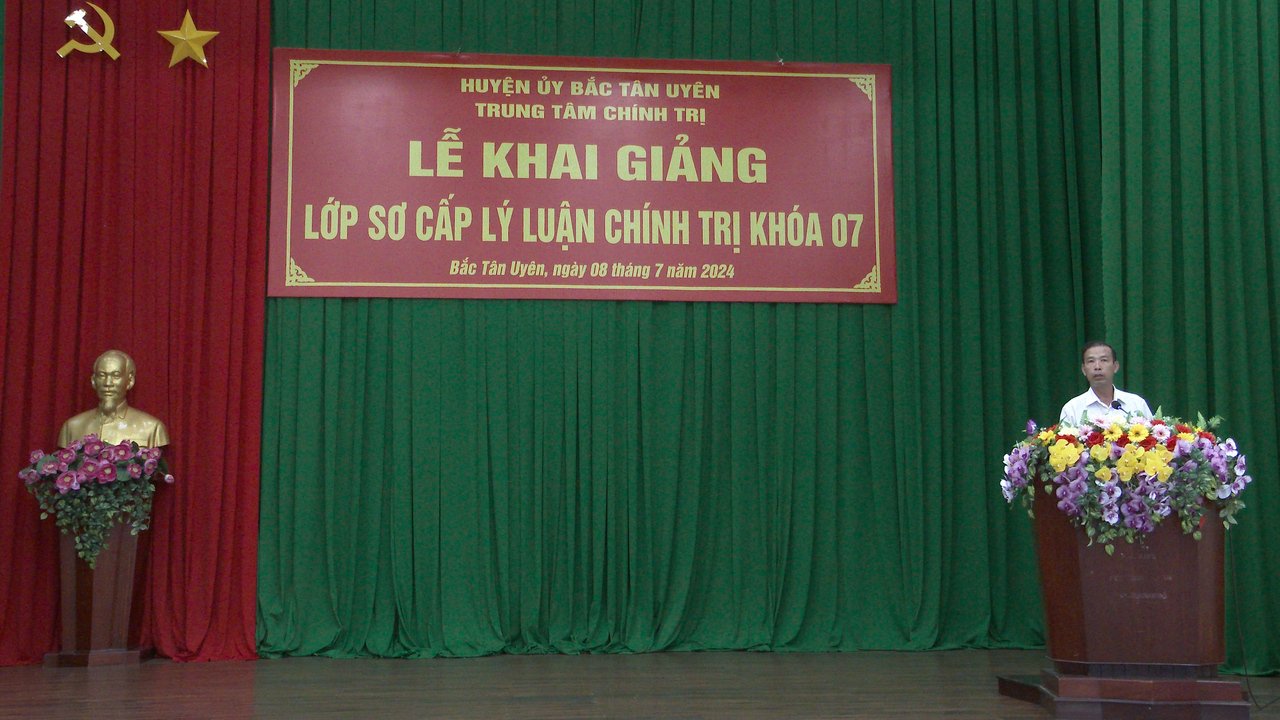 HUYỆN ỦY BẮC TÂN UYÊN
TRUNG TÂM CHÍNH TRỊ
LỄ KHAI GIẢNG
LỚP SƠ CẤP LÝ LUẬN CHÍNH TRỊ KHÓA 07
Bắc Tân Uyên, ngày 08 tháng 7 năm 2024